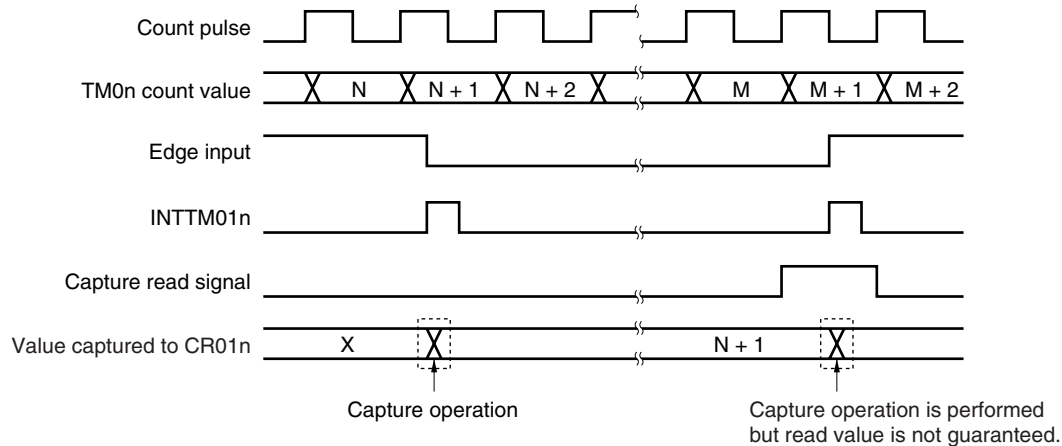 Count pulse
TM0n count value
N
N + 1
N + 2
M
M + 1
M + 2
Edge input
INTTM01n
Capture read signal
Value captured to CR01n
X
N + 1
Capture operation
Capture operation is performed
but read value is not guaranteed.